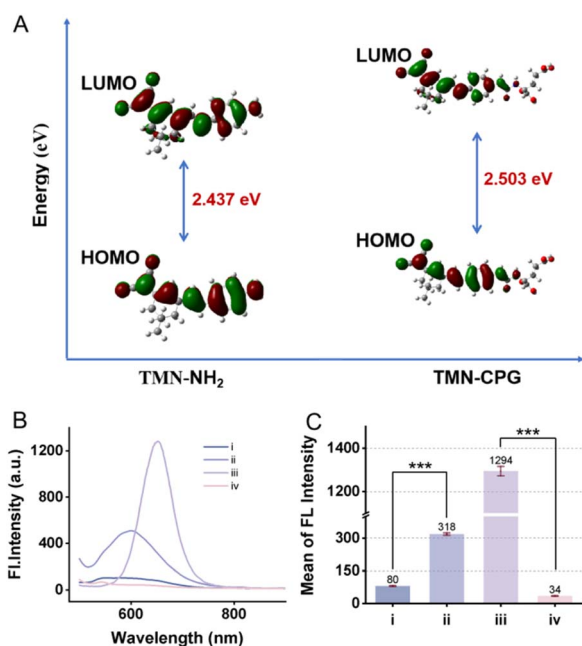 A
LUMO
LUMO
2.437 eV
2.503 eV
HOMO
HOMO
Energy (eV)
TMN-NH₂
TMN-CPG
B
Fl.Intensity (a.u.)
1200
800
400
0
i
ii
iii
iv
600
800
Wavelength (nm)
C
Mean of FL Intensity
1400
1300
300
150
0
***
***
80
318
1294
34
i
ii
iii
iv